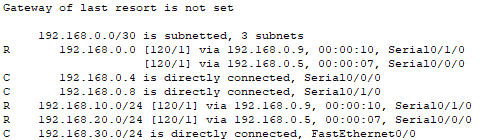 Gateway of last resort is not set
192.168.0.0/30 is subnetted, 3 subnets
R 192.168.0.0 [120/1] via 192.168.0.9, 00:00:10, Serial0/1/0
[120/1] via 192.168.0.5, 00:00:07, Serial0/0/0
C 192.168.0.4 is directly connected, Serial0/0/0
C 192.168.0.8 is directly connected, Serial0/1/0
R 192.168.10.0/24 [120/1] via 192.168.0.9, 00:00:10, Serial0/1/0
R 192.168.20.0/24 [120/1] via 192.168.0.5, 00:00:07, Serial0/0/0
C 192.168.30.0/24 is directly connected, FastEthernet0/0